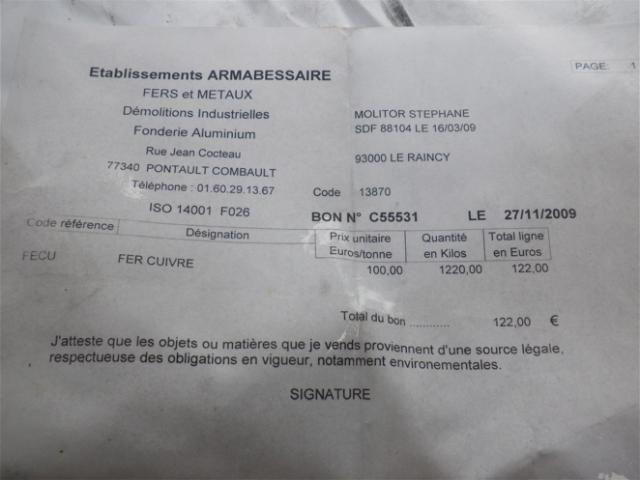 PAGE: 1
Etablissements ARMABESSAIRE
FERS et METAUX
Démolitions Industrielles
Fonderie Aluminium
Rue Jean Cocteau
77340 PONTAULT COMBAULT
Téléphone : 01.60.29.13.67
ISO 14001 F026
MOLITOR STEPHANE
SDF 88104 LE 16/03/09
93000 LE RAINCY
Code 13870
BON N° C55531 LE 27/11/2009
Code référence Désignation Prix unitaire Euros/tonne Quantité en Kilos Total ligne en Euros
FECU FER CUIVRE 100,00 1220,00 122,00
Total du bon ............ 122,00 €
J'atteste que les objets ou matières que je vends proviennent d'une source légale,
respectueuse des obligations en vigueur, notamment environementales.
SIGNATURE